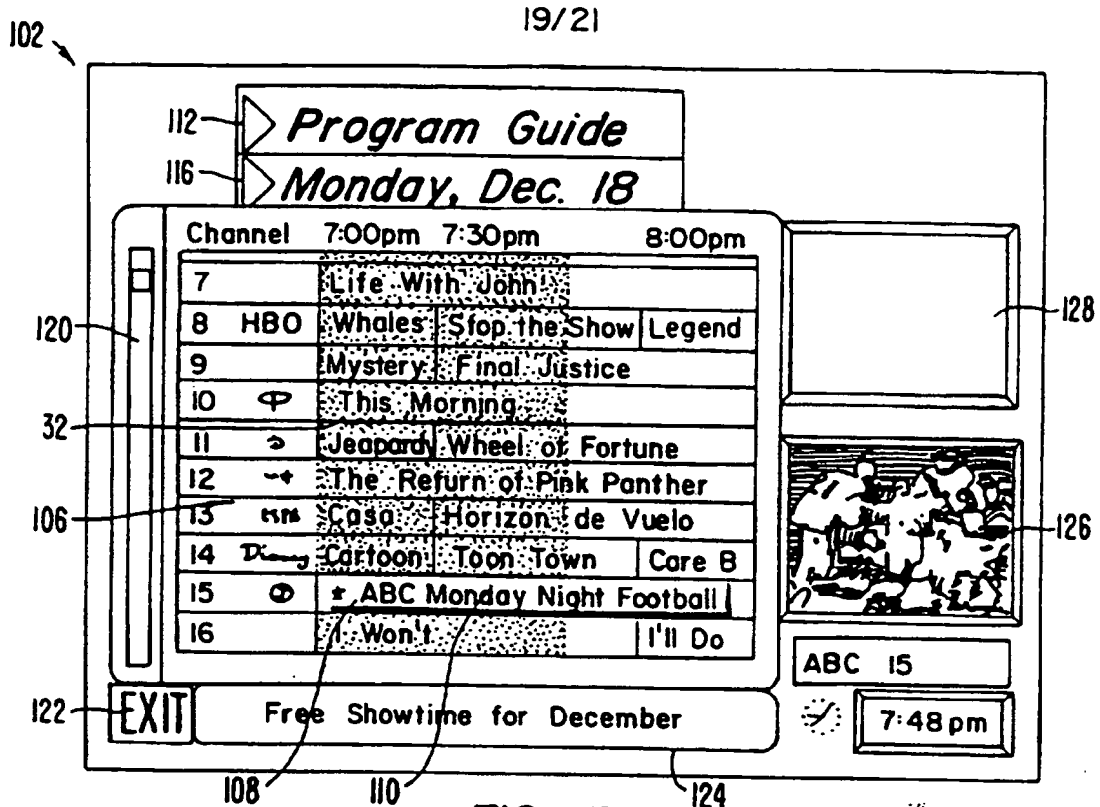 19/21
102
112
Program Guide
116
Monday, Dec. 18
Channel 7:00pm 7:30pm 8:00pm
7 Life With John
8 HBO Whales Stop the Show Legend
128
120
9 Mystery Final Justice
10 This Morning
32
11 Jeapardy Wheel of Fortune
12 The Return of Pink Panther
106
13 Casa Horizon de Vuelo
126
14 Disney Cartoon Toon Town Care B
15 * ABC Monday Night Football
16 I Won't I'll Do
ABC 15
122
EXIT
Free Showtime for December
7:48pm
108 110 124